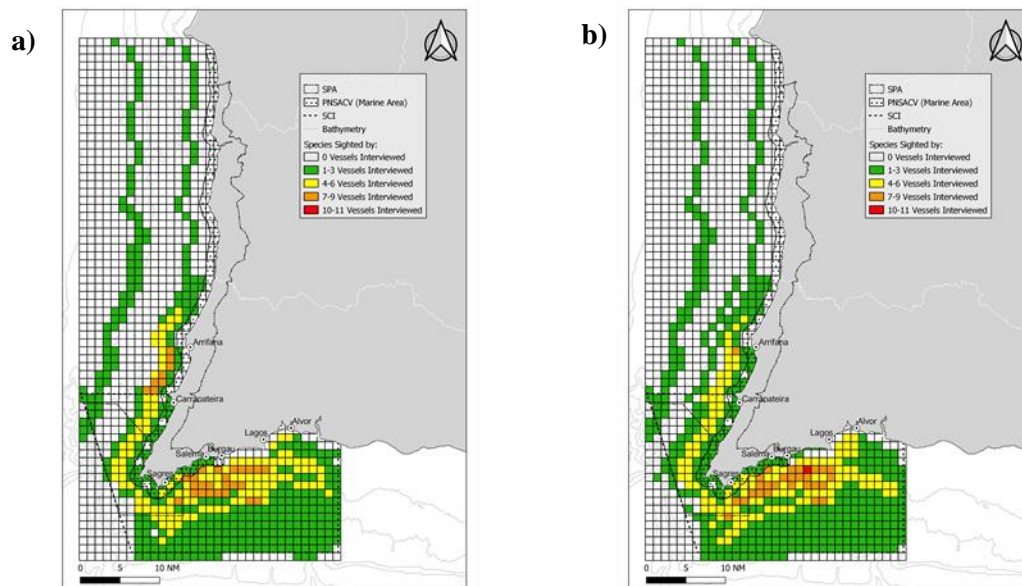 a)
SPA
PNSACV (Marine Area)
SCI
Bathymetry
Species Sighted by:
0 Vessels Interviewed
1-3 Vessels Interviewed
4-6 Vessels Interviewed
7-9 Vessels Interviewed
10-11 Vessels Interviewed
Arrifana
Carrapateira
Alvor
Lagos
Burgau
Salema
Sagres
0 5 10 NM
b)
SPA
PNSACV (Marine Area)
SCI
Bathymetry
Species Sighted by:
0 Vessels Interviewed
1-3 Vessels Interviewed
4-6 Vessels Interviewed
7-9 Vessels Interviewed
10-11 Vessels Interviewed
Arrifana
Carrapateira
Alvor
Lagos
Burgau
Salema
Sagres
0 5 10 NM